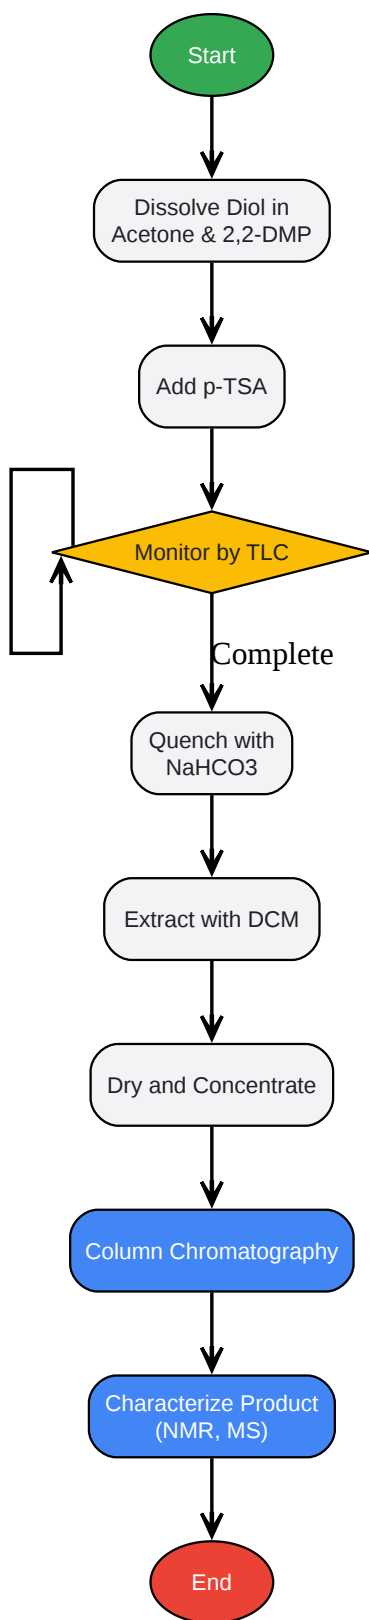 Start
Dissolve Diol in
Acetone & 2,2-DMP
Add p-TSA
Monitor by TLC
Complete
Quench with
NaHCO3
Extract with DCM
Dry and Concentrate
Column Chromatography
Characterize Product
(NMR, MS)
End